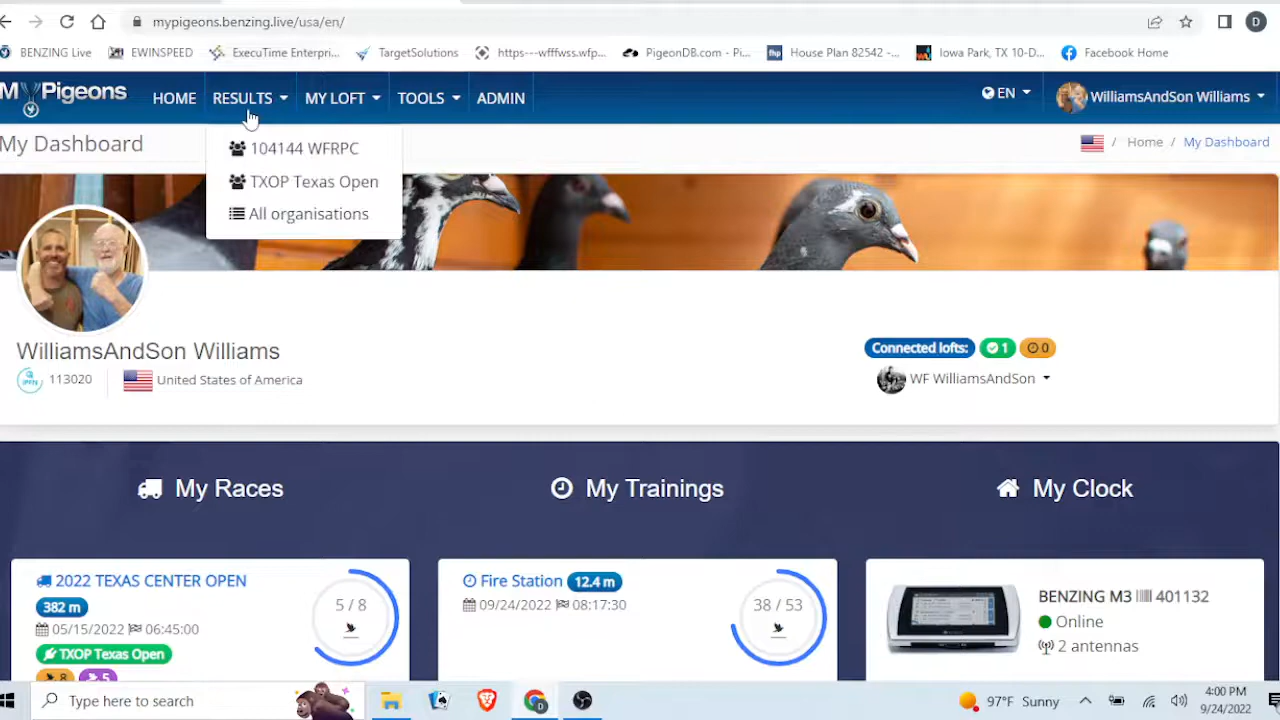 mypigeons.benzing.live/usa/en/
D
BENZING Live
EWINSPEED
ExecuTime Enterpri...
TargetSolutions
https---wfffwss.wfp...
PigeonDB.com - Pi...
fhp
House Plan 82542 -...
Iowa Park, TX 10-D...
Facebook Home
MyPigeons
HOME
RESULTS
MY LOFT
TOOLS
ADMIN
EN
WilliamsAndSon Williams
My Dashboard
104144 WFRPC
TXOP Texas Open
All organisations
/ Home / My Dashboard
WilliamsAndSon Williams
113020
United States of America
Connected lofts: 1 0
WF WilliamsAndSon
My Races
My Trainings
My Clock
2022 TEXAS CENTER OPEN
382 m
05/15/2022 06:45:00
TXOP Texas Open
8 5
5 / 8
Fire Station 12.4 m
09/24/2022 08:17:30
38 / 53
BENZING M3 401132
Online
2 antennas
Type here to search
D
97°F Sunny
4:00 PM
9/24/2022